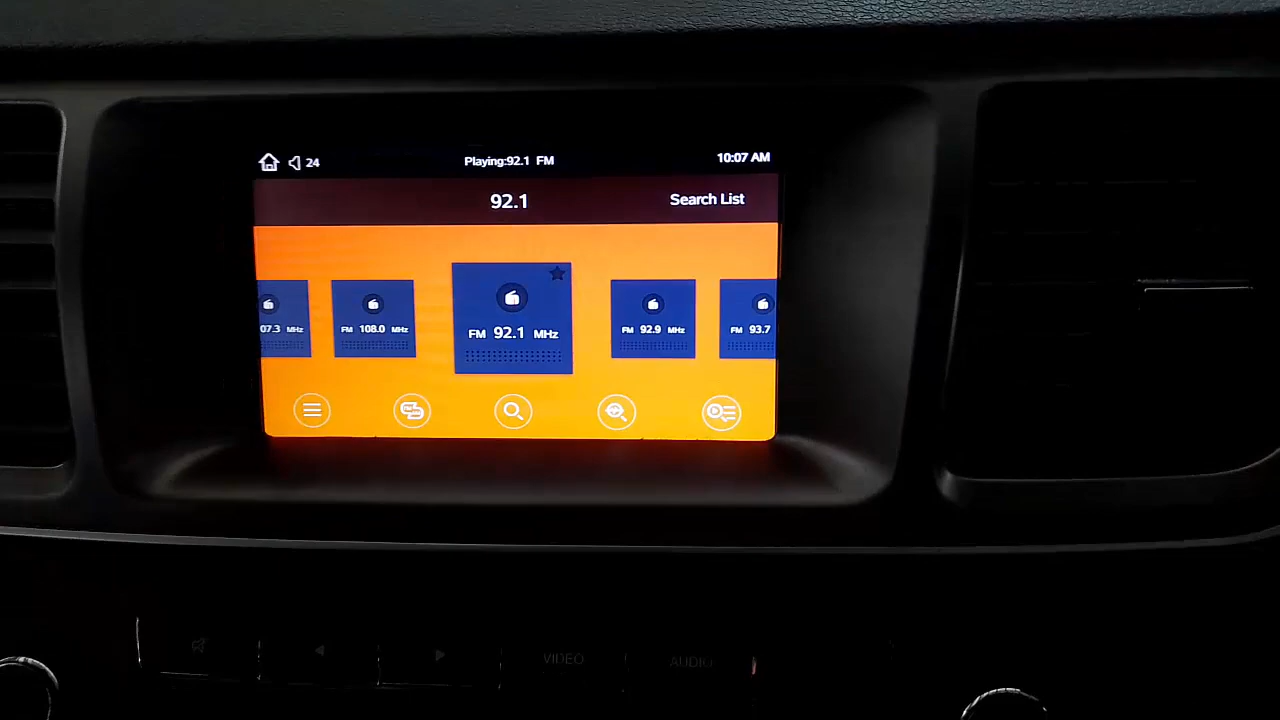 24 Playing:92.1 FM 10:07 AM
92.1 Search List
07.3 MHz FM 108.0 MHz FM 92.1 MHz FM 92.9 MHz FM 93.7
VIDEO AUDIO